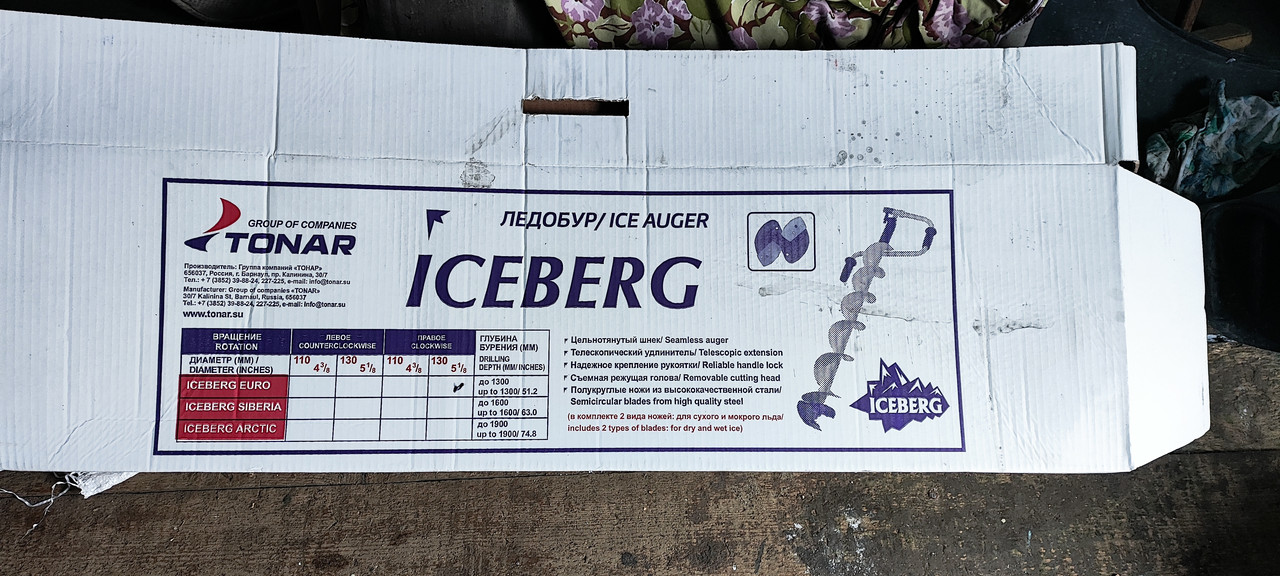 GROUP OF COMPANIES
TONAR
Производитель: Группа компаний «ТОНАР»
656037, Россия, г. Барнаул, пр. Калинина, 30/7
Тел.: + 7 (3852) 39-88-24, 227-225, e-mail: info@tonar.su
Manufacturer: Group of companies «TONAR»
30/7 Kalinina St, Barnaul, Russia, 656037
Tel.: +7 (3852) 39-88-24, 227-225, e-mail: info@tonar.su
www.tonar.su
ЛЕДОБУР/ ICE AUGER
ICEBERG
ВРАЩЕНИЕ
ROTATION
ЛЕВОЕ
COUNTERCLOCKWISE
ПРАВОЕ
CLOCKWISE
ГЛУБИНА
БУРЕНИЯ (ММ)
DRILLING
DEPTH (MM/ INCHES)
ДИАМЕТР (ММ) /
DIAMETER (INCHES)
110 4 3/8
130 5 1/8
110 4 3/8
130 5 1/8
ICEBERG EURO
до 1300
up to 1300/ 51.2
ICEBERG SIBERIA
до 1600
up to 1600/ 63.0
ICEBERG ARCTIC
до 1900
up to 1900/ 74.8
Цельнотянутый шнек/ Seamless auger
Телескопический удлинитель/ Telescopic extension
Надежное крепление рукоятки/ Reliable handle lock
Съемная режущая голова/ Removable cutting head
Полукруглые ножи из высококачественной стали/
Semicircular blades from high quality steel
(в комплекте 2 вида ножей: для сухого и мокрого льда/
includes 2 types of blades: for dry and wet ice)
ICEBERG